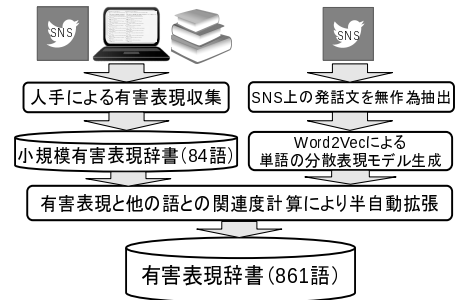 SNS
SNS
人手による有害表現収集
SNS上の発話文を無作為抽出
小規模有害表現辞書(84語)
Word2Vecによる
単語の分散表現モデル生成
有害表現と他の語との関連度計算により半自動拡張
有害表現辞書(861語)